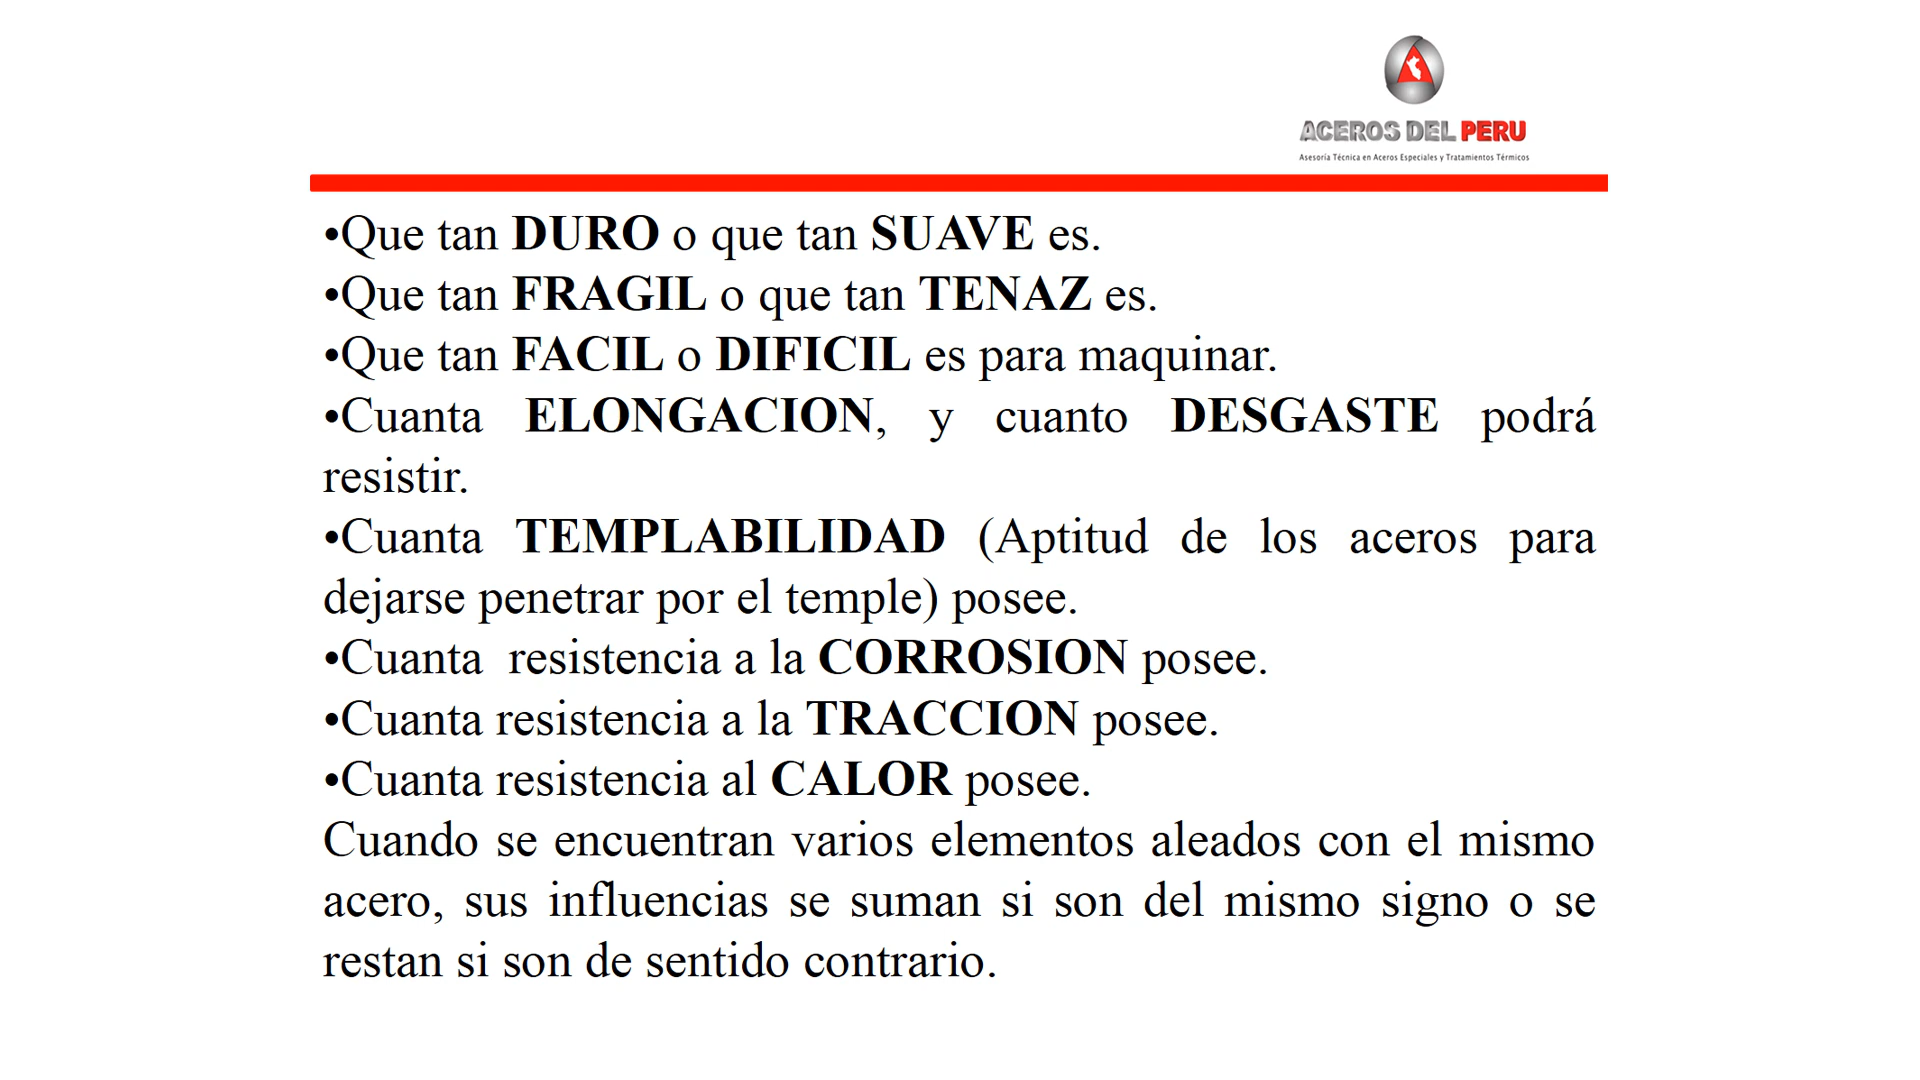 ACEROS DEL PERU
Asesoría Técnica en Aceros Especiales y Tratamientos Térmicos
•Que tan DURO o que tan SUAVE es.
•Que tan FRAGIL o que tan TENAZ es.
•Que tan FACIL o DIFICIL es para maquinar.
•Cuanta ELONGACION, y cuanto DESGASTE podrá
resistir.
•Cuanta TEMPLABILIDAD (Aptitud de los aceros para
dejarse penetrar por el temple) posee.
•Cuanta resistencia a la CORROSION posee.
•Cuanta resistencia a la TRACCION posee.
•Cuanta resistencia al CALOR posee.
Cuando se encuentran varios elementos aleados con el mismo
acero, sus influencias se suman si son del mismo signo o se
restan si son de sentido contrario.